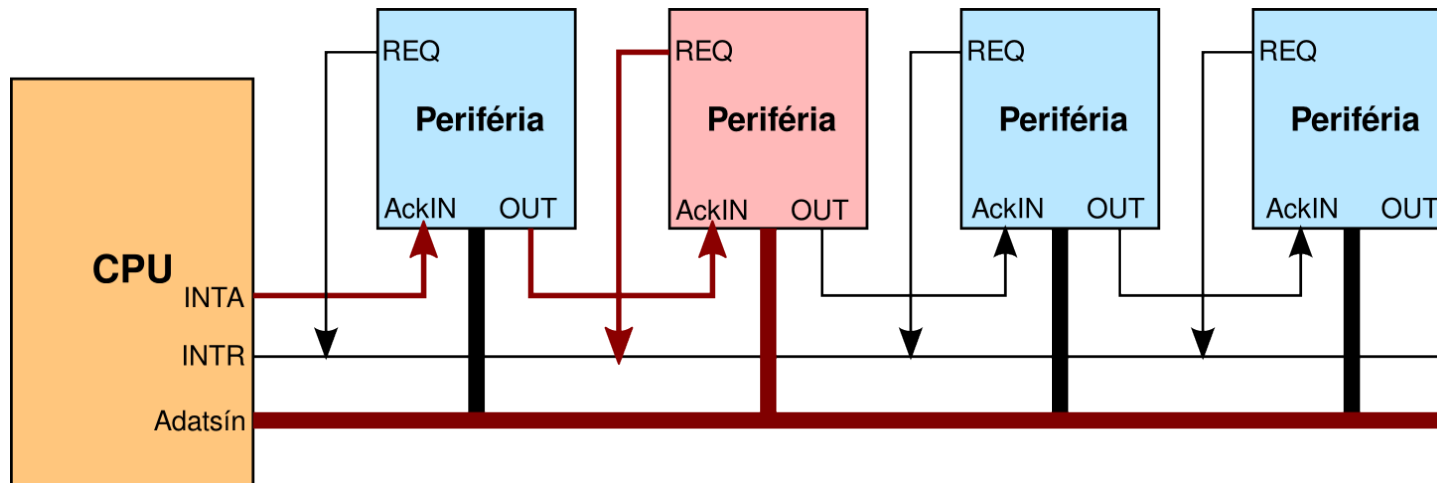 REQ
REQ
REQ
REQ
Periféria
Periféria
Periféria
Periféria
AckIN OUT
AckIN OUT
AckIN OUT
AckIN OUT
CPU
INTA
INTR
Adatsín